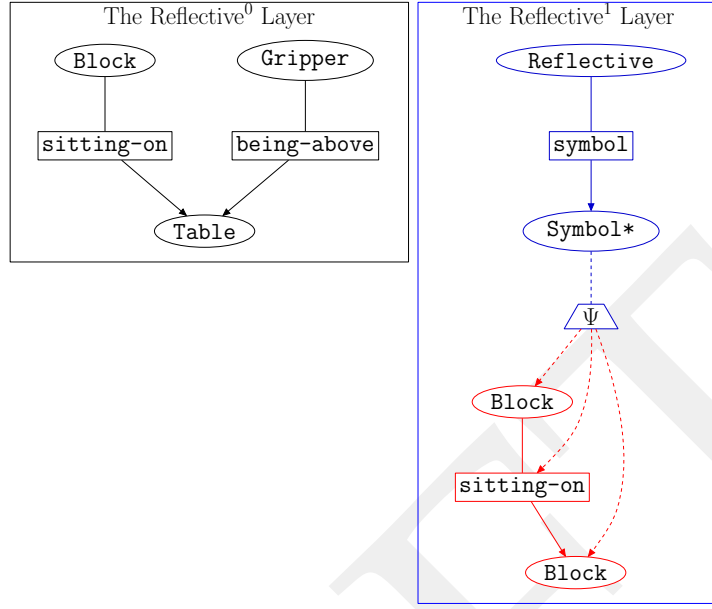 The Reflective⁰ Layer
Block
Gripper
sitting-on
being-above
Table
The Reflective¹ Layer
Reflective
symbol
Symbol*
Ψ
Block
sitting-on
Block